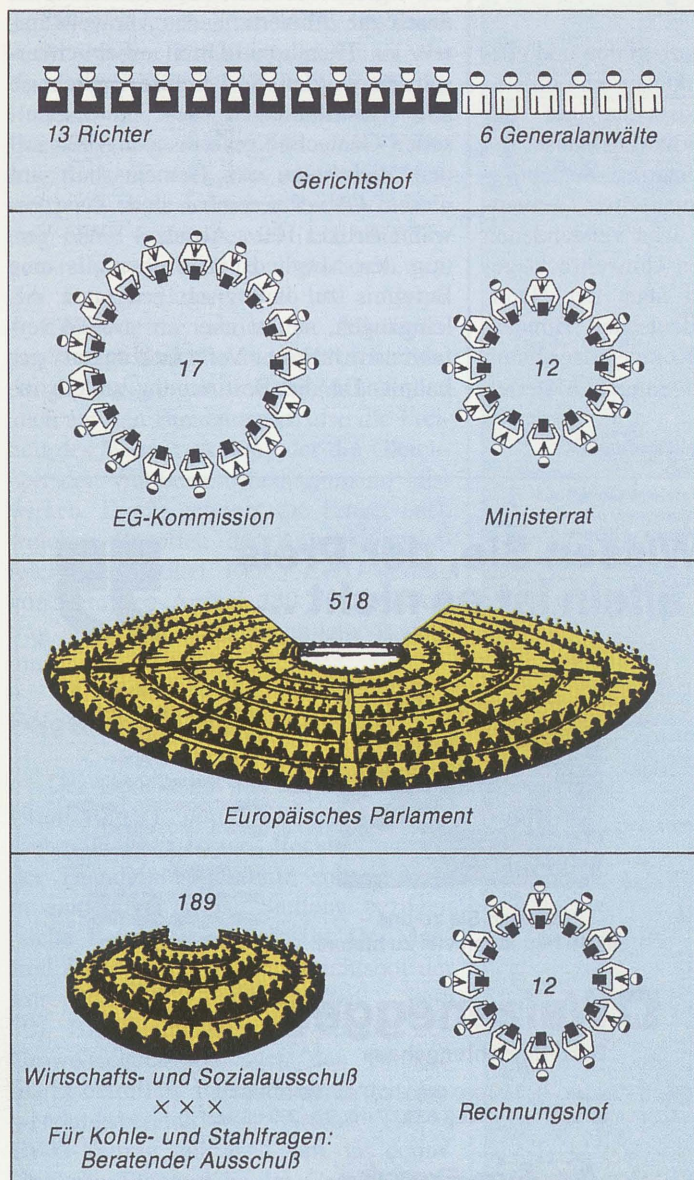 13 Richter
6 Generalanwälte
Gerichtshof
17
EG-Kommission
12
Ministerrat
518
Europäisches Parlament
189
Wirtschafts- und Sozialausschuß
×××
Für Kohle- und Stahlfragen:
Beratender Ausschuß
12
Rechnungshof